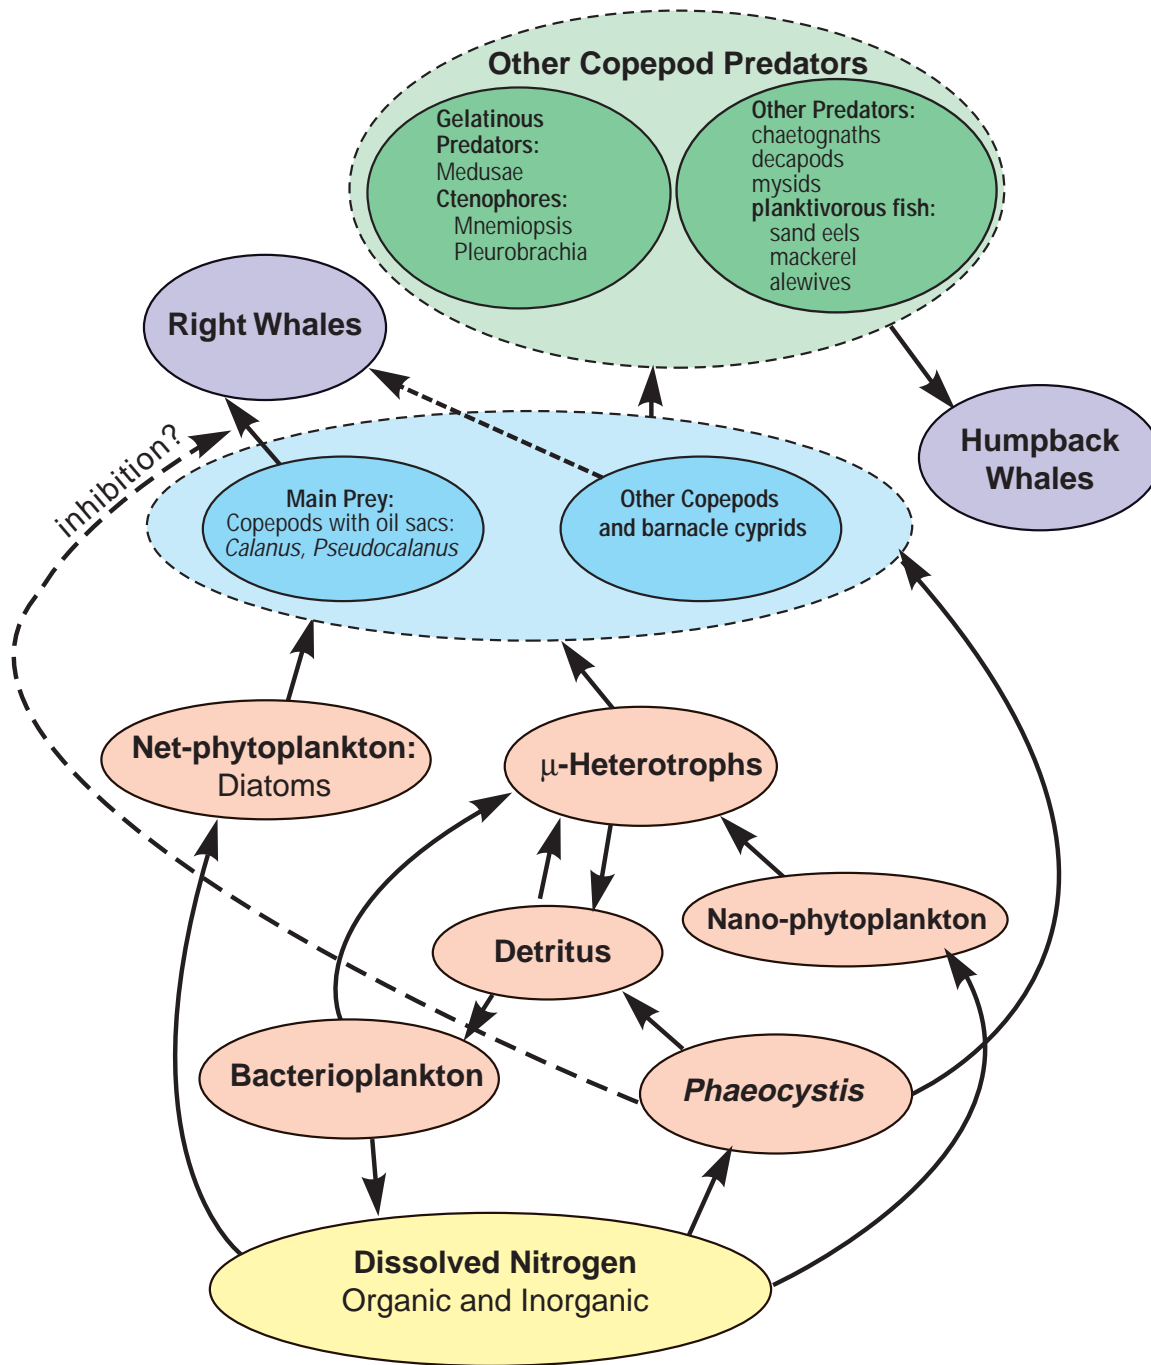 Other Copepod Predators
Gelatinous
Predators:
Medusae
Ctenophores:
Mnemiopsis
Pleurobrachia
Other Predators:
chaetognaths
decapods
mysids
planktivorous fish:
sand eels
mackerel
alewives
Right Whales
Humpback
Whales
inhibition?
Main Prey:
Copepods with oil sacs:
Calanus, Pseudocalanus
Other Copepods
and barnacle cyprids
Net-phytoplankton:
Diatoms
μ-Heterotrophs
Nano-phytoplankton
Detritus
Bacterioplankton
Phaeocystis
Dissolved Nitrogen
Organic and Inorganic